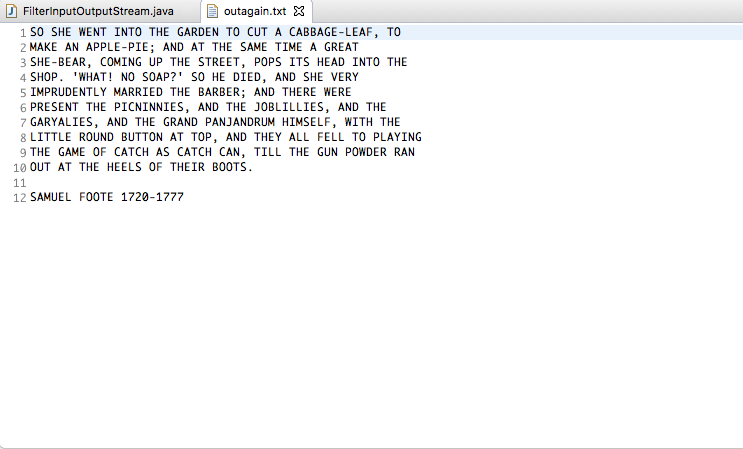 FilterInputOutputStream.java
outagain.txt
1 SO SHE WENT INTO THE GARDEN TO CUT A CABBAGE-LEAF, TO
2 MAKE AN APPLE-PIE; AND AT THE SAME TIME A GREAT
3 SHE-BEAR, COMING UP THE STREET, POPS ITS HEAD INTO THE
4 SHOP. 'WHAT! NO SOAP?' SO HE DIED, AND SHE VERY
5 IMPRUDENTLY MARRIED THE BARBER; AND THERE WERE
6 PRESENT THE PICNINNIES, AND THE JOBLILLIES, AND THE
7 GARYALIES, AND THE GRAND PANJANDRUM HIMSELF, WITH THE
8 LITTLE ROUND BUTTON AT TOP, AND THEY ALL FELL TO PLAYING
9 THE GAME OF CATCH AS CATCH CAN, TILL THE GUN POWDER RAN
10 OUT AT THE HEELS OF THEIR BOOTS.
11
12 SAMUEL FOOTE 1720-1777